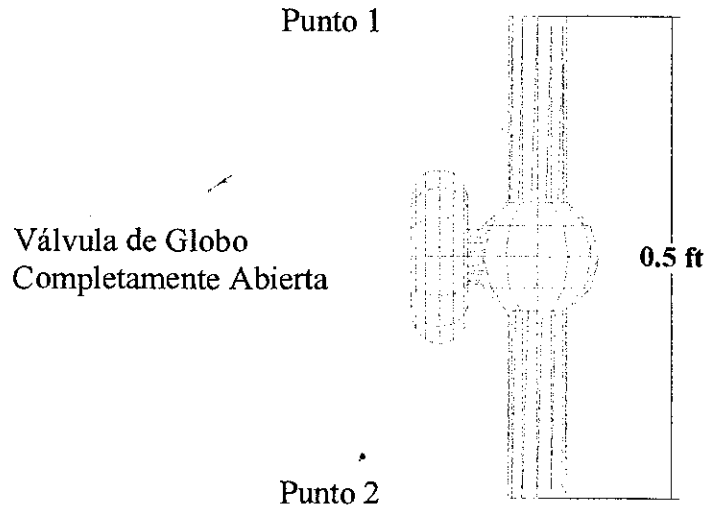 Punto 1
Válvula de Globo
Completamente Abierta
0.5 ft
Punto 2